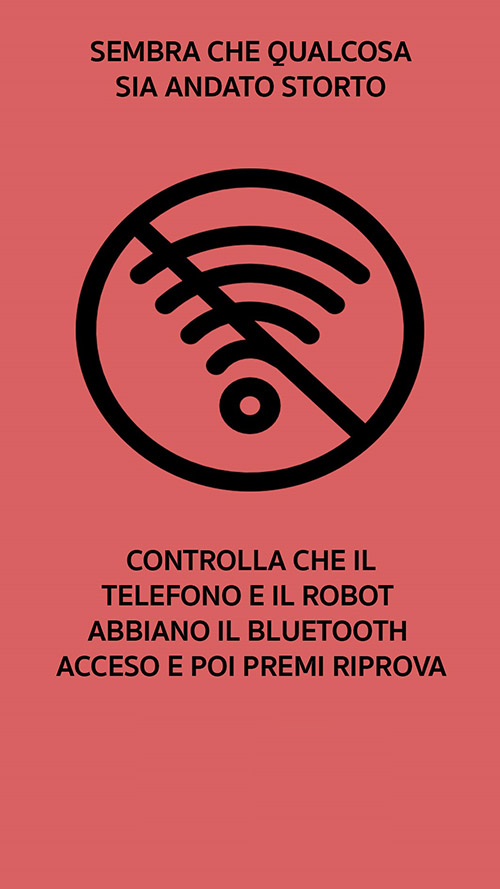 SEMBRA CHE QUALCOSA
SIA ANDATO STORTO
CONTROLLA CHE IL
TELEFONO E IL ROBOT
ABBIANO IL BLUETOOTH
ACCESO E POI PREMI RIPROVA